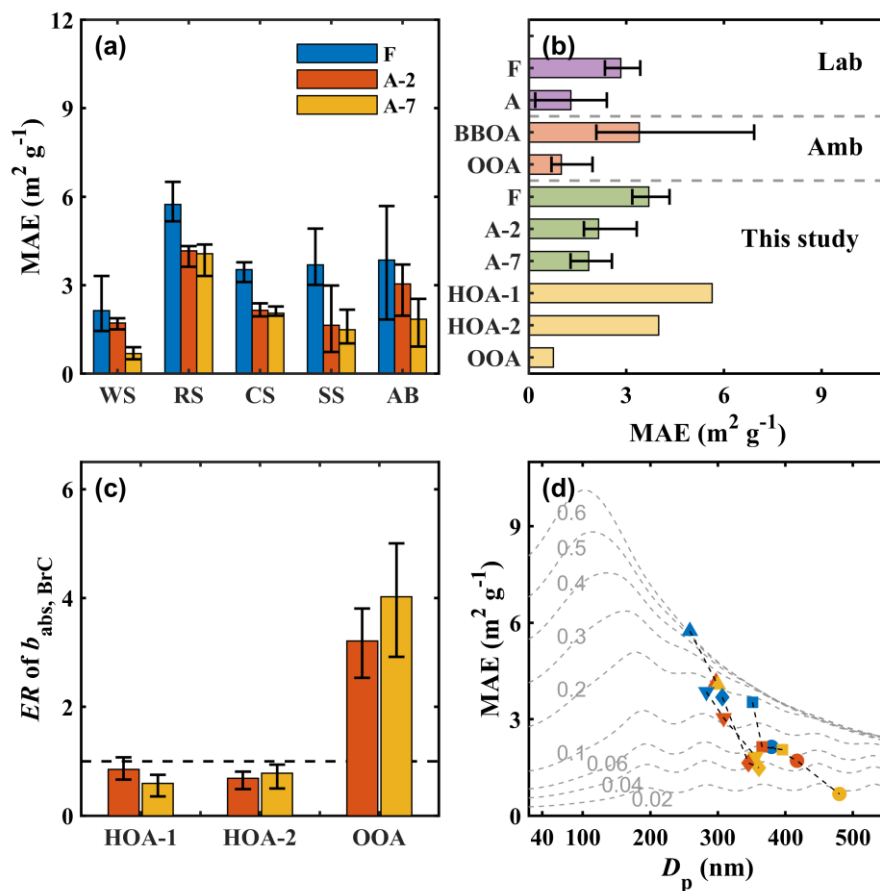 (a)
F
A-2
A-7
12
9
6
3
0
MAE (m² g⁻¹)
WS RS CS SS AB
(b)
Lab
F
A
BBOA
Amb
OOA
F
This study
A-2
A-7
HOA-1
HOA-2
OOA
0 3 6 9
MAE (m² g⁻¹)
(c)
6
4
2
0
ER of b_abs, BrC
HOA-1 HOA-2 OOA
(d)
9
6
3
0
MAE (m² g⁻¹)
0.6
0.5
0.4
0.3
0.2
0.1
0.06
0.04
0.02
40 100 200 300 400 500
D_p (nm)